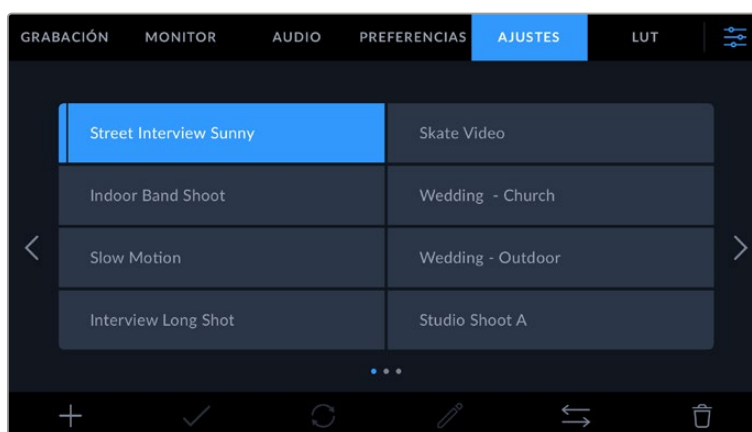 GRABACIÓN MONITOR AUDIO PREFERENCIAS AJUSTES LUT
Street Interview Sunny Skate Video
Indoor Band Shoot Wedding - Church
Slow Motion Wedding - Outdoor
Interview Long Shot Studio Shoot A